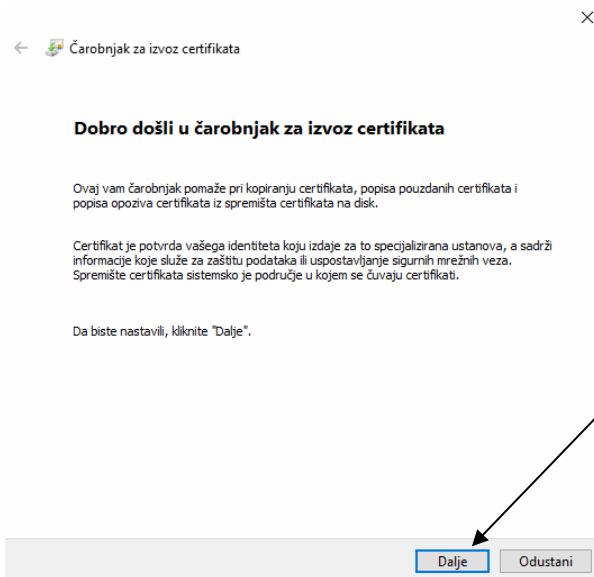 Čarobnjak za izvoz certifikata
Dobro došli u čarobnjak za izvoz certifikata
Ovaj vam čarobnjak pomaže pri kopiranju certifikata, popisa pouzdanih certifikata i
popisa opoziva certifikata iz spremišta certifikata na disk.
Certifikat je potvrda vašega identiteta koju izdaje za to specijalizirana ustanova, a sadrži
informacije koje služe za zaštitu podataka ili uspostavljanje sigurnih mrežnih veza.
Spremište certifikata sistemsko je područje u kojem se čuvaju certifikati.
Da biste nastavili, kliknite "Dalje".
Dalje Odustani